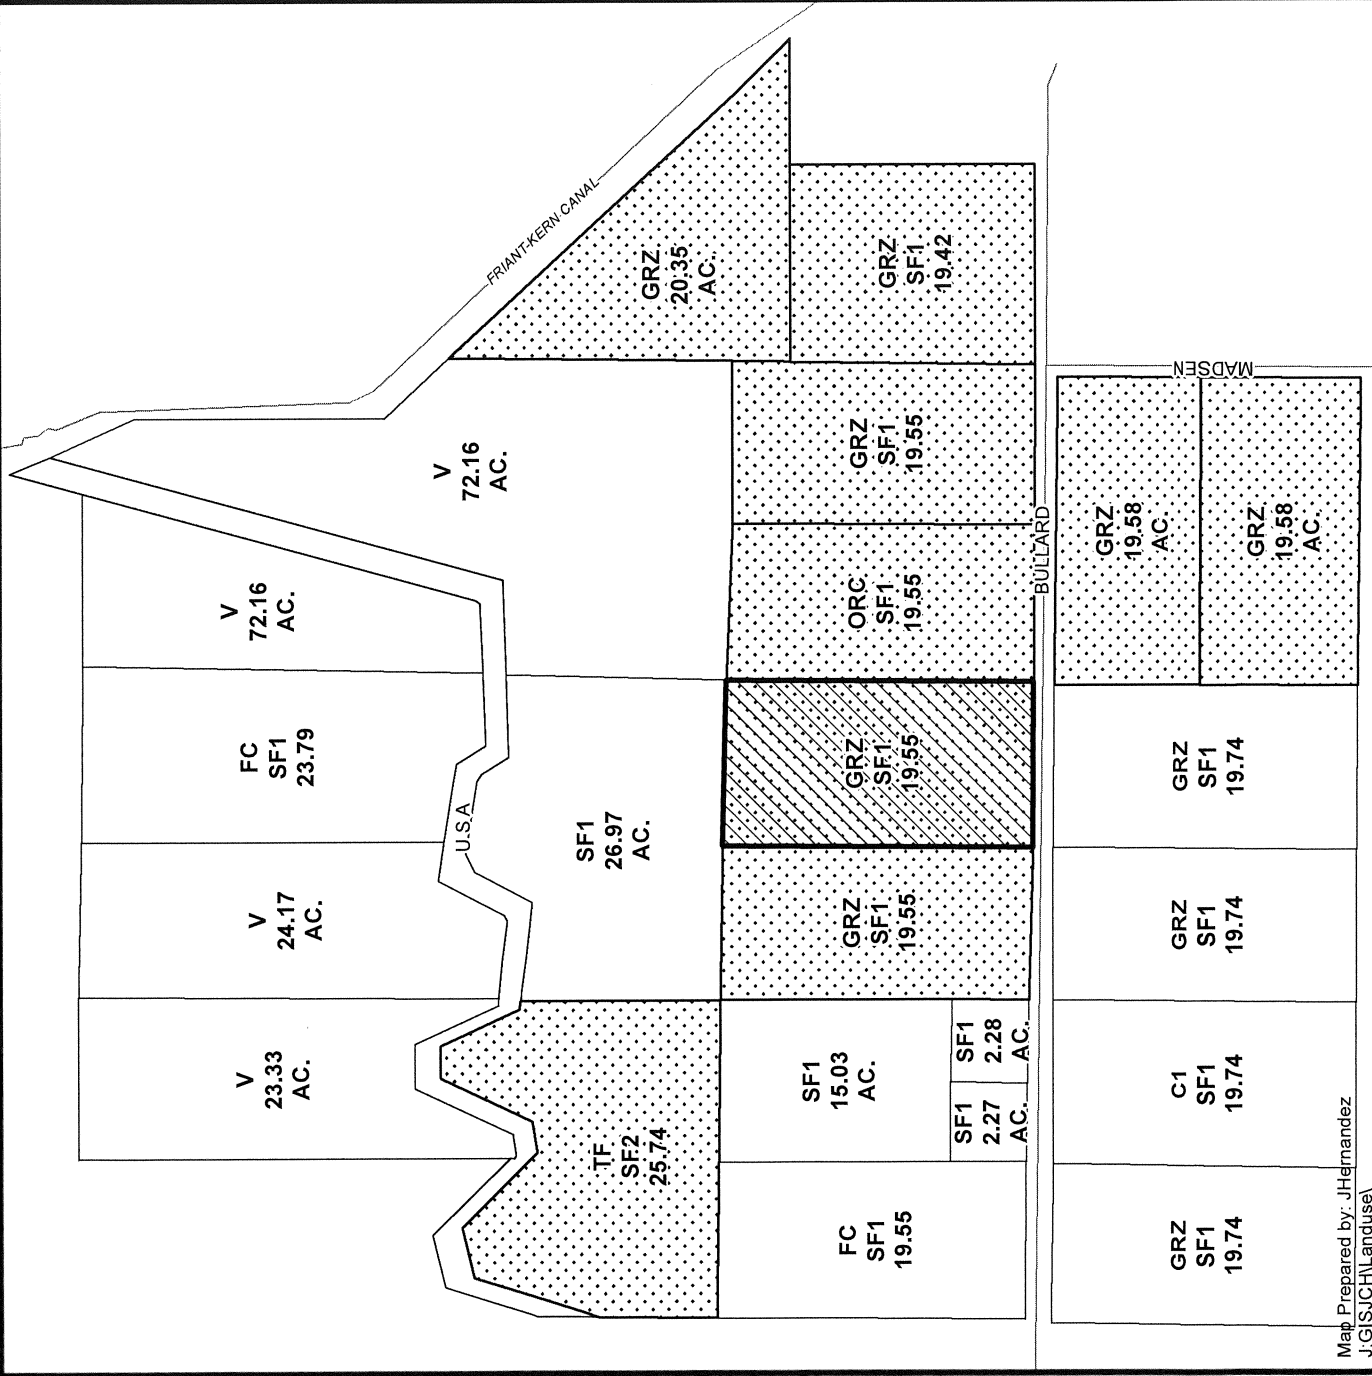 FRIANT-KERN CANAL
GRZ
20.35
AC.
GRZ
SF1
19.42
V
72.16
AC.
V
72.16
AC.
FC
SF1
23.79
V
24.17
AC.
V
23.33
AC.
U.S.A
SF1
26.97
AC.
TF
SF2
25.74
GRZ
SF1
19.55
ORC
SF1
19.55
GRZ
SF1
19.55
GRZ
SF1
19.55
SF1
15.03
AC.
SF1
2.28
AC.
SF1
2.27
AC.
FC
SF1
19.55
BULLARD
MADSEN
GRZ
19.58
AC.
GRZ
19.58
AC.
GRZ
SF1
19.74
GRZ
SF1
19.74
C1
SF1
19.74
GRZ
SF1
19.74
Map Prepared by: JHernandez
J:GISJCH\Landuse\